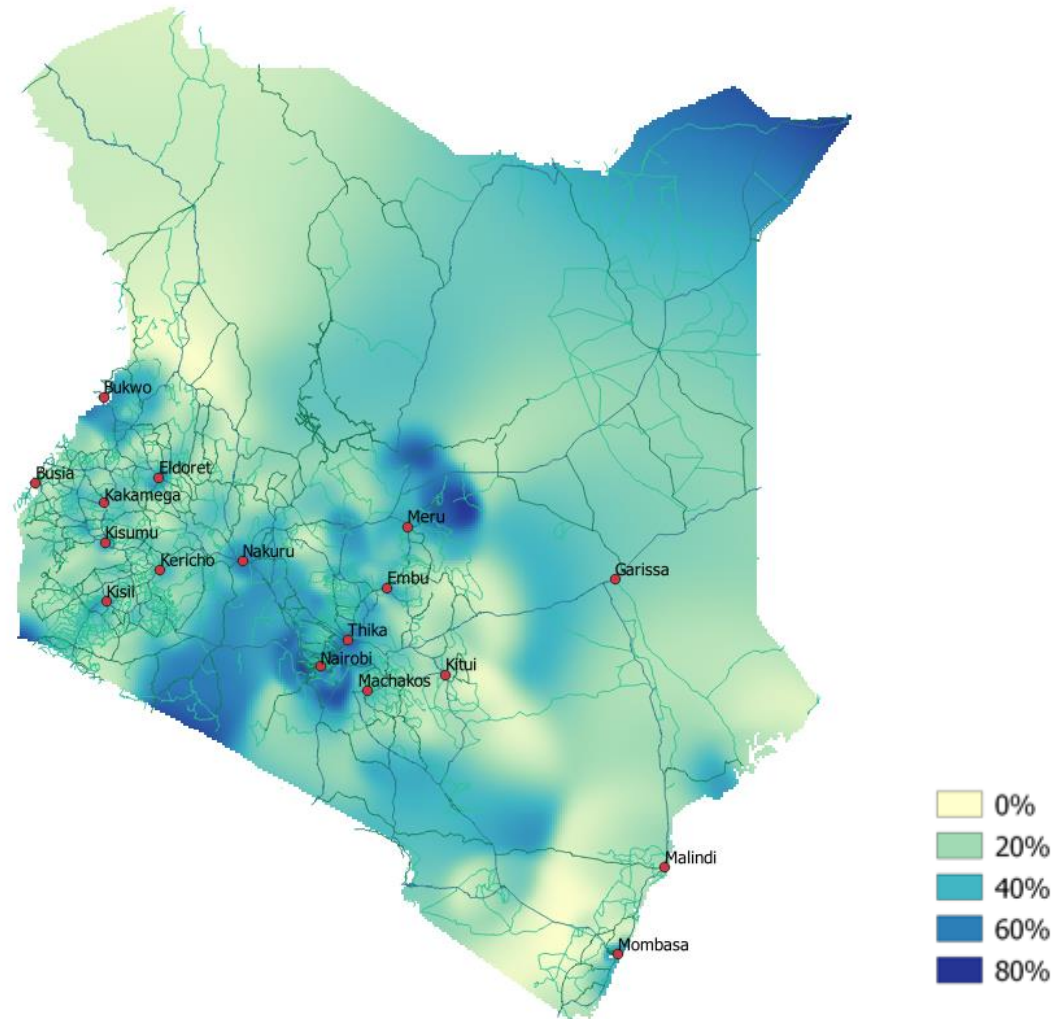 Bukwo
Busia
Eldoret
Kakamega
Kisumu
Kericho
Nakuru
Meru
Kisii
Embu
Garissa
Thika
Nairobi
Kitui
Machakos
Malindi
Mombasa
0%
20%
40%
60%
80%